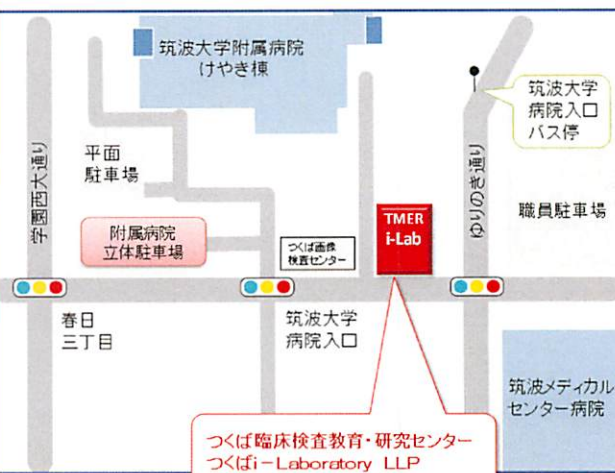 筑波大学附属病院
けやき棟
筑波大学
病院入口
バス停
学園西大通り
平面
駐車場
ゆりのき通り
職員駐車場
附属病院
立体駐車場
つくば画像
検査センター
TMER
i-Lab
春日
三丁目
筑波大学
病院入口
筑波メディカル
センター病院
つくば臨床検査教育・研究センター
つくばi-Laboratory LLP